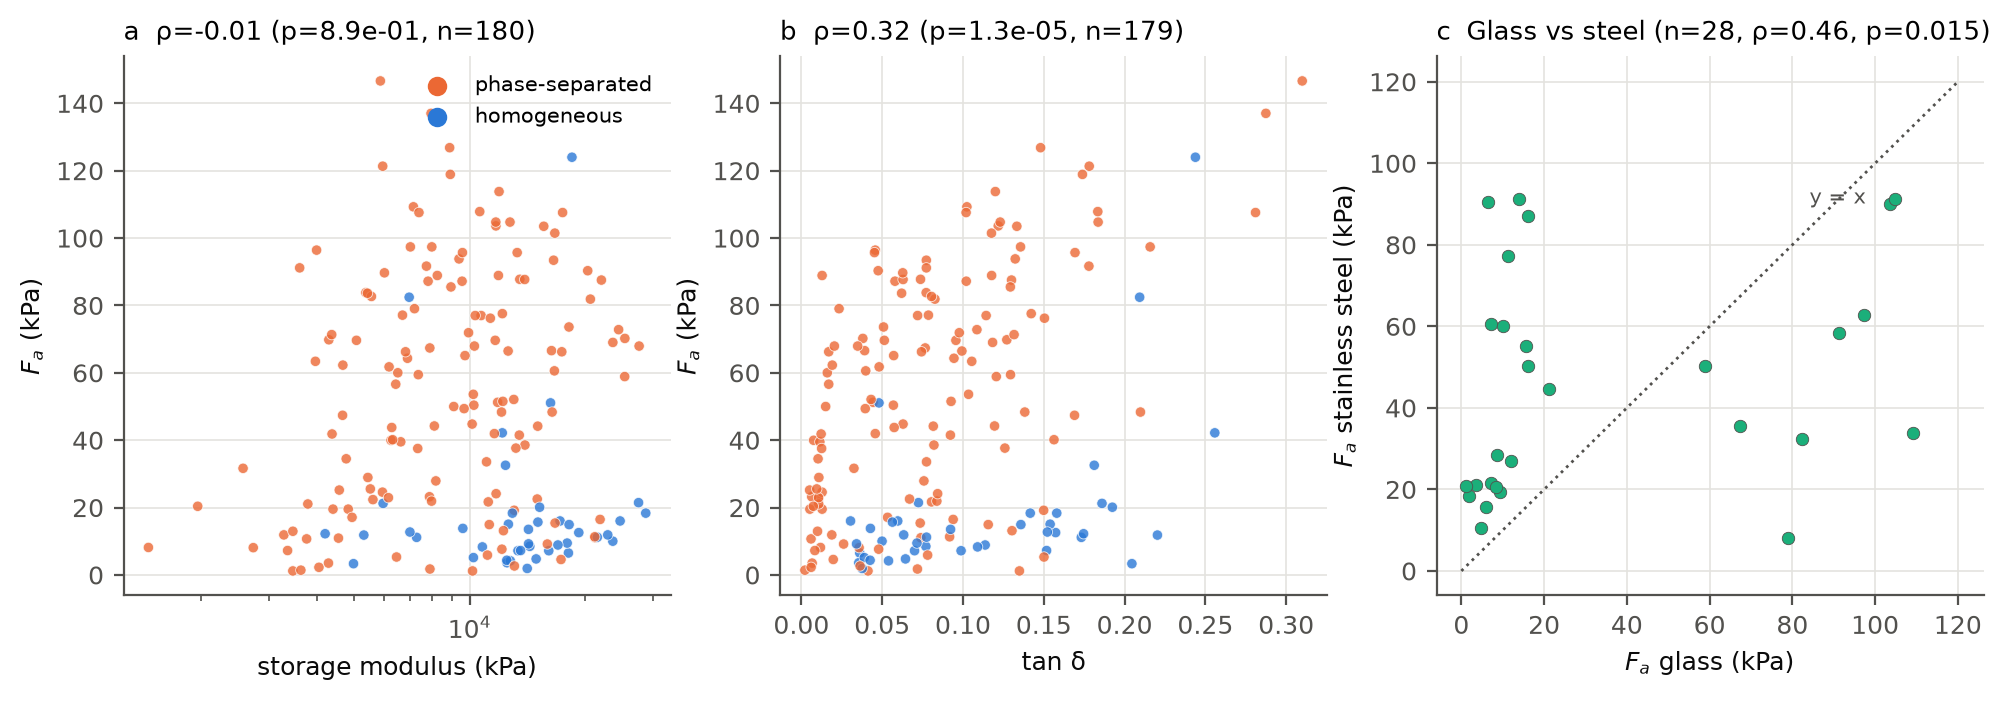 a ρ=-0.01 (p=8.9e-01, n=180)
phase-separated
homogeneous
140
120
100
80
60
40
20
0
F_a (kPa)
10^4
storage modulus (kPa)
b ρ=0.32 (p=1.3e-05, n=179)
140
120
100
80
60
40
20
0
F_a (kPa)
0.00 0.05 0.10 0.15 0.20 0.25 0.30
tan δ
c Glass vs steel (n=28, ρ=0.46, p=0.015)
120
100
80
60
40
20
0
F_a stainless steel (kPa)
y = x
0 20 40 60 80 100 120
F_a glass (kPa)